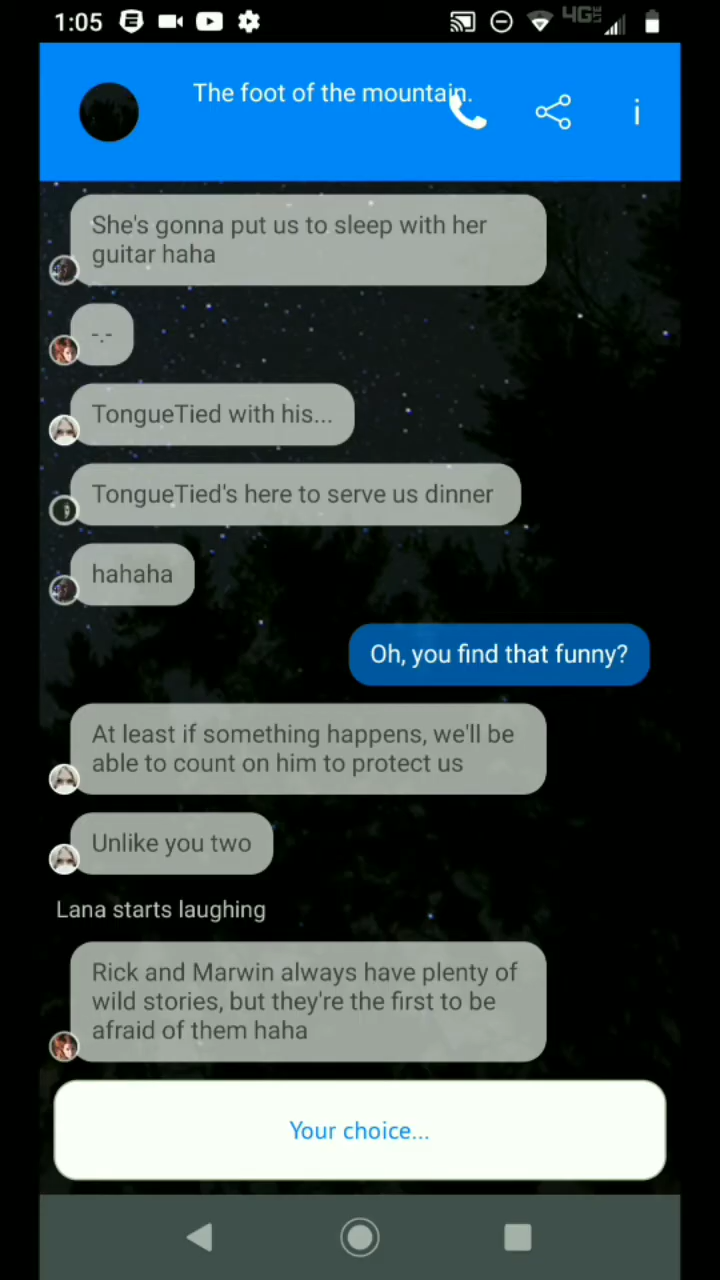 1:05
4G LTE
The foot of the mountain.
She's gonna put us to sleep with her
guitar haha
-.-
TongueTied with his...
TongueTied's here to serve us dinner
hahaha
Oh, you find that funny?
At least if something happens, we'll be
able to count on him to protect us
Unlike you two
Lana starts laughing
Rick and Marwin always have plenty of
wild stories, but they're the first to be
afraid of them haha
Your choice...